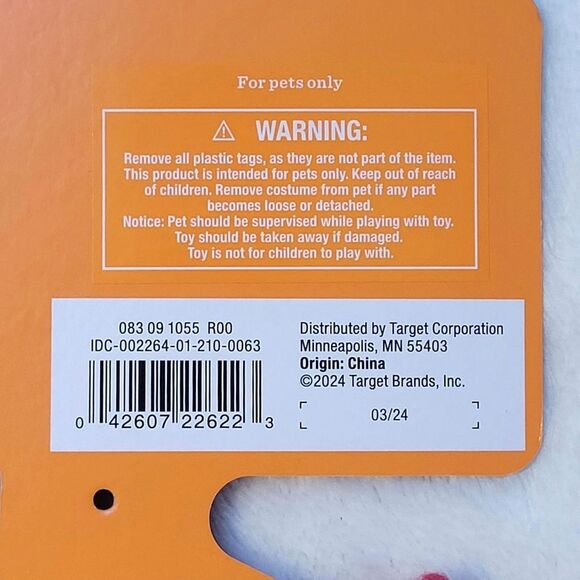 For pets only
⚠ WARNING:
Remove all plastic tags, as they are not part of the item.
This product is intended for pets only. Keep out of reach
of children. Remove costume from pet if any part
becomes loose or detached.
Notice: Pet should be supervised while playing with toy.
Toy should be taken away if damaged.
Toy is not for children to play with.
083 09 1055 R00
IDC-002264-01-210-0063
0 42607 22622 3
Distributed by Target Corporation
Minneapolis, MN 55403
Origin: China
©2024 Target Brands, Inc.
03/24